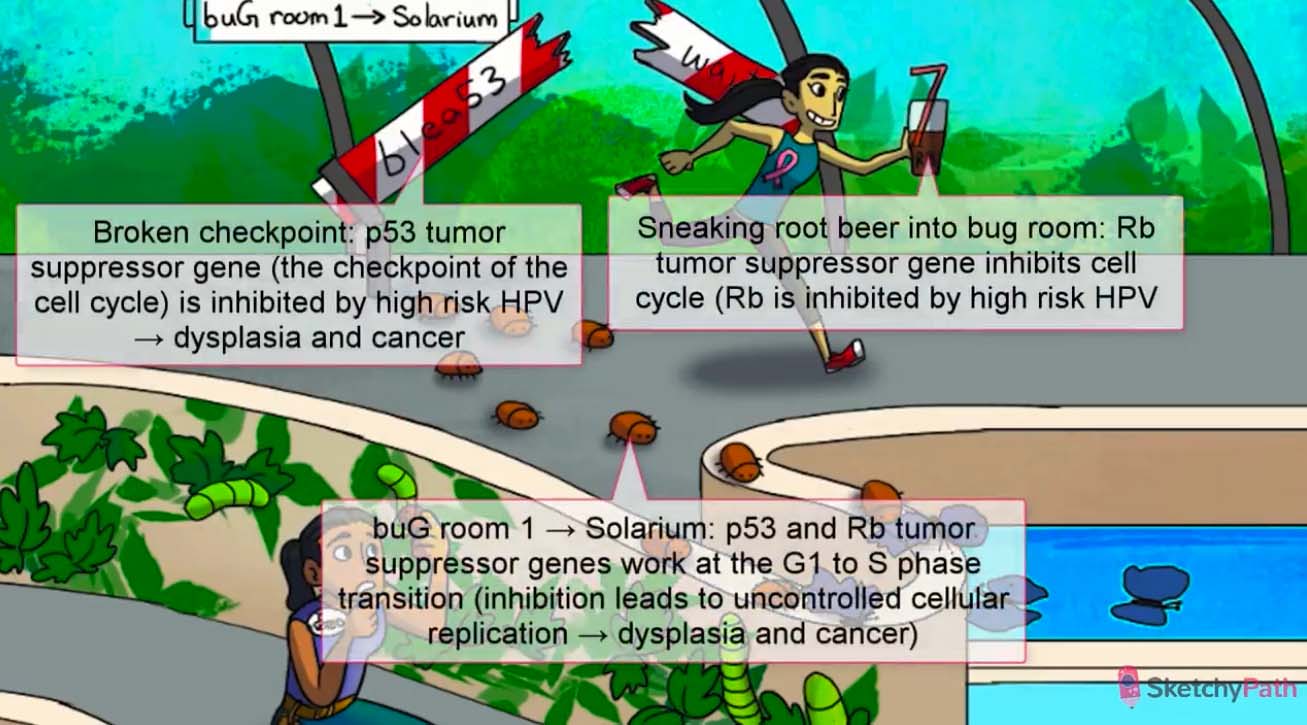 buG room 1→ Solarium
blea53
wa
Broken checkpoint: p53 tumor
suppressor gene (the checkpoint of the
cell cycle) is inhibited by high risk HPV
→ dysplasia and cancer
Sneaking root beer into bug room: Rb
tumor suppressor gene inhibits cell
cycle (Rb is inhibited by high risk HPV
buG room 1 → Solarium: p53 and Rb tumor
suppressor genes work at the G1 to S phase
transition (inhibition leads to uncontrolled cellular
replication → dysplasia and cancer)
SketchyPath